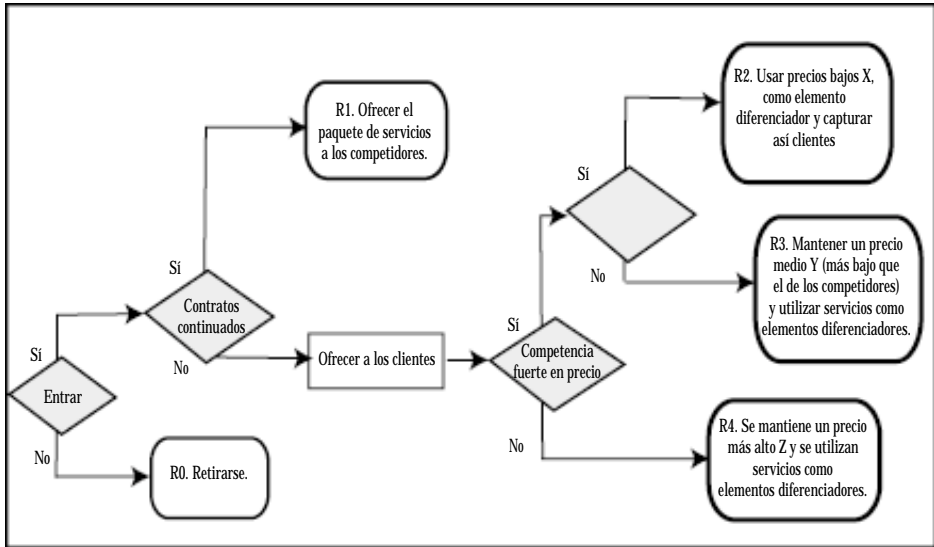 R1. Ofrecer el
paquete de servicios
a los competidores.
R2. Usar precios bajos X,
como elemento
diferenciador y capturar
así clientes
Sí
Sí
No
R3. Mantener un precio
medio Y (más bajo que
el de los competidores)
y utilizar servicios como
elementos diferenciadores.
Contratos
continuados
Sí
No
Ofrecer a los clientes
Sí
Competencia
fuerte en precio
Entrar
No
R0. Retirarse.
No
R4. Se mantiene un precio
más alto Z y se utilizan
servicios como
elementos diferenciadores.